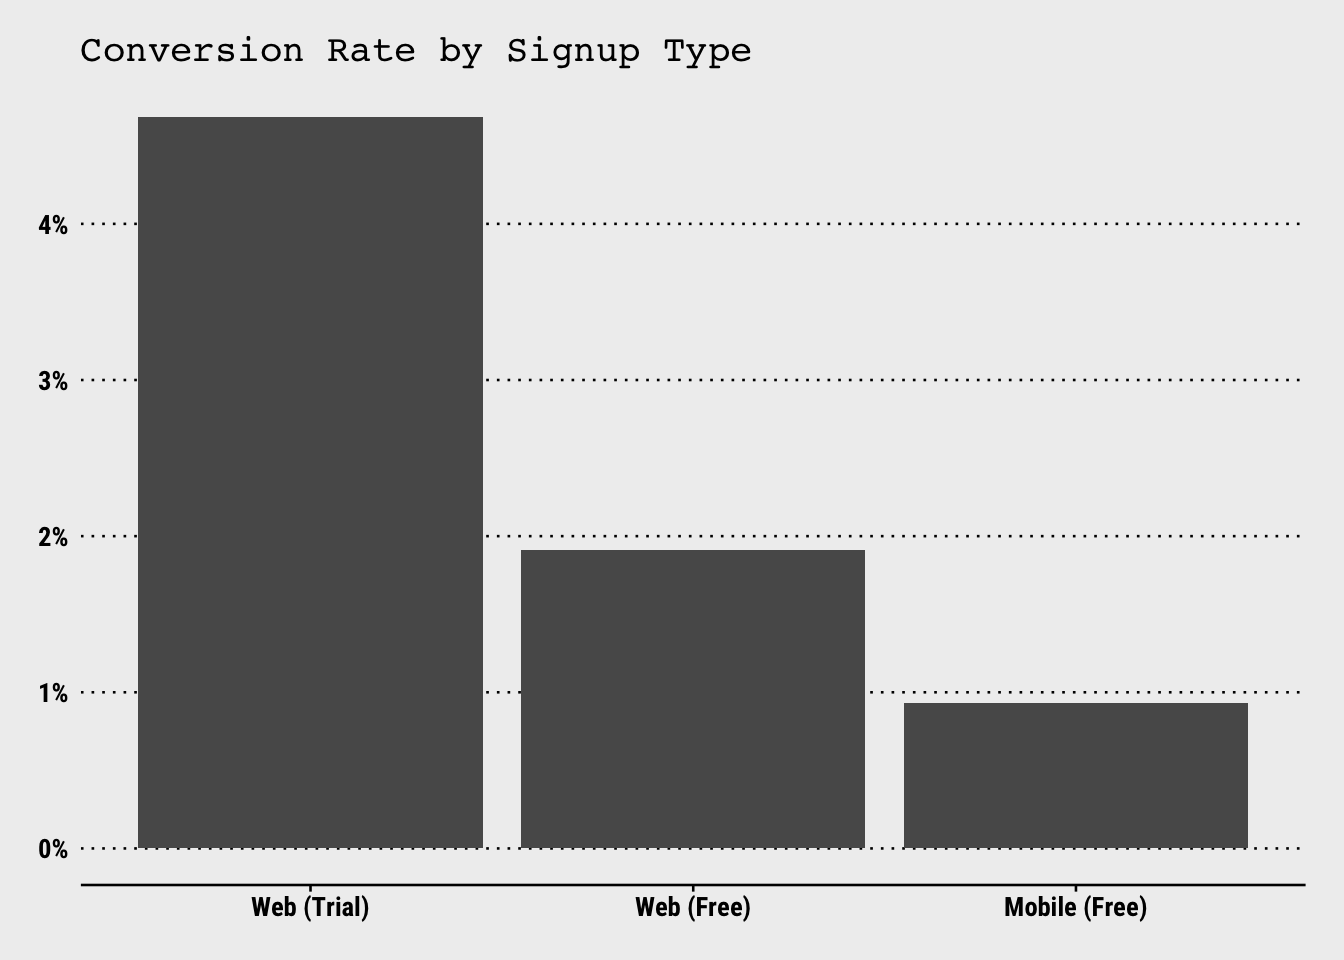 Conversion Rate by Signup Type
4%
3%
2%
1%
0%
Web (Trial) Web (Free) Mobile (Free)